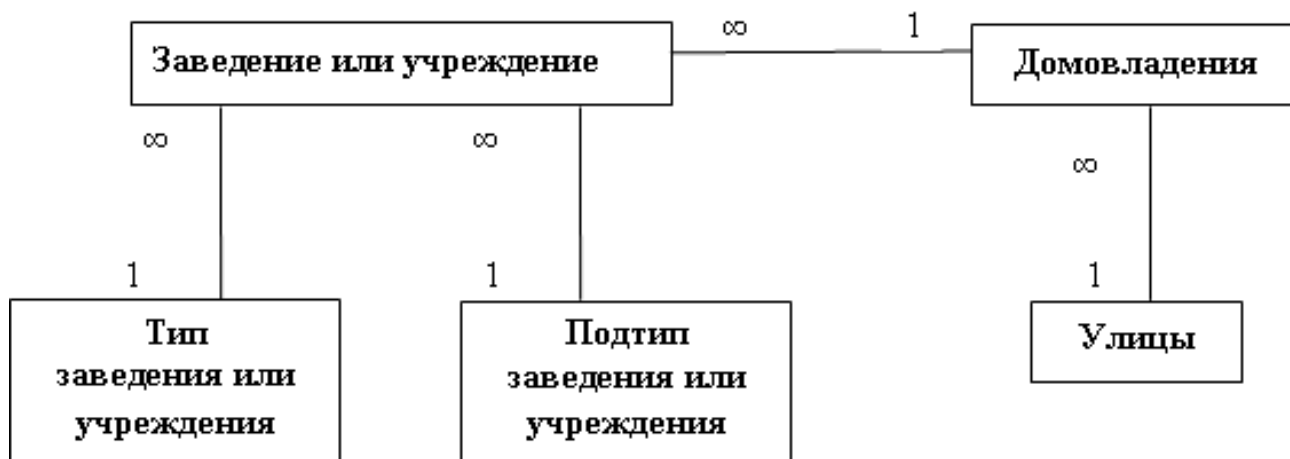 ∞ 1
Заведение или учреждение
Домовладения
∞ ∞ ∞
1 1 1
Тип
заведения или
учреждения
Подтип
заведения или
учреждения
Улицы